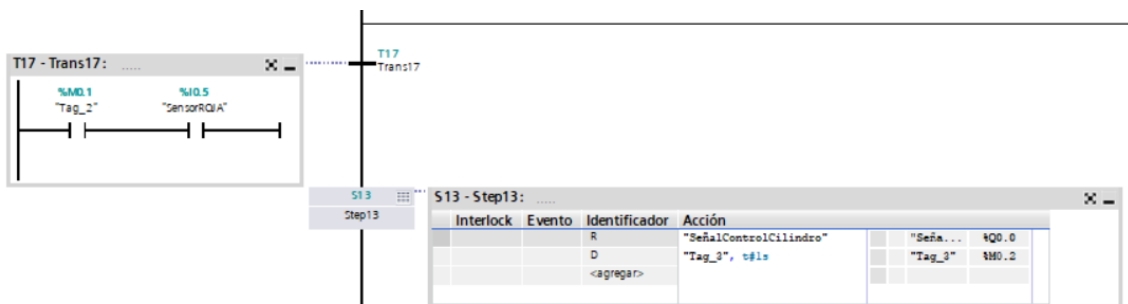 T17
Trans17
T17 - Trans17: .....
%M0.1 %I0.5
"Tag_2" "SensorROJA"
S13
Step13
S13 - Step13: .....
Interlock Evento Identificador Acción
R "SeñalControlCilindro" "Seña... %Q0.0
D "Tag_3", t#1s "Tag_3" %M0.2
<agregar>